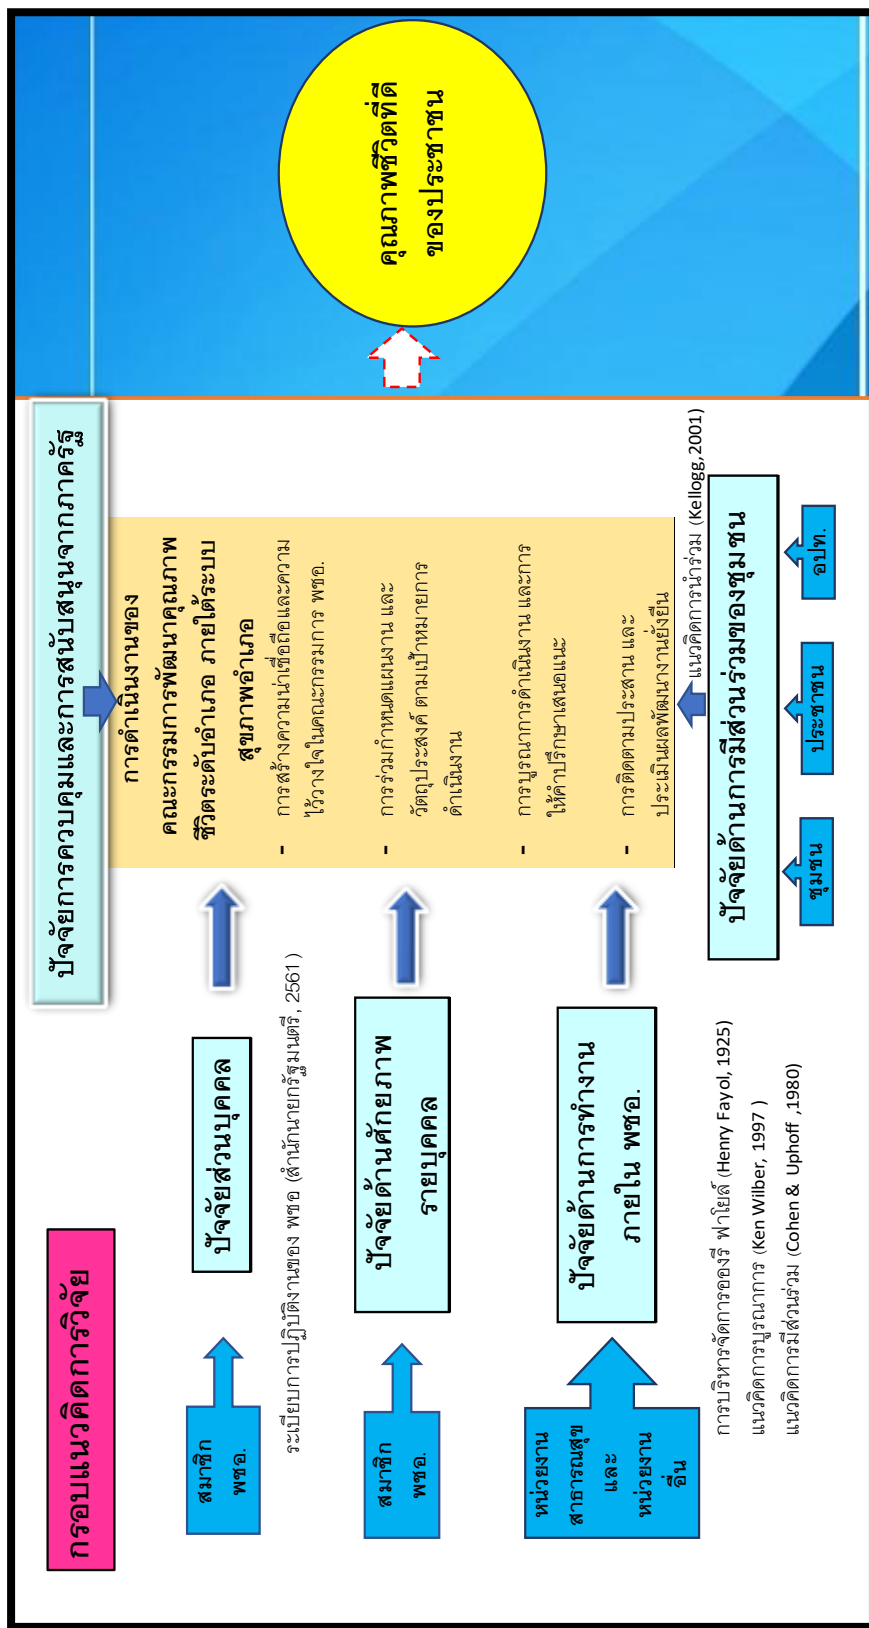 กรอบแนวคิดการวิจัย
ปัจจัยการควบคุมและการสนับสนุนจากภาครัฐ
สมาชิก
พชอ.
ปัจจัยส่วนบุคคล
ระเบียบการปฏิบัติงานของ พชอ (สำนักนายกรัฐมนตรี, 2561)
สมาชิก
พชอ.
ปัจจัยด้านศักยภาพ
รายบุคคล
หน่วยงาน
สาธารณสุข
และ
หน่วยงาน
อื่น
ปัจจัยด้านการทำงาน
ภายใน พชอ.
การบริหารจัดการอองรี ฟาโยล์ (Henry Fayol, 1925)
แนวคิดการบูรณาการ (Ken Wilber, 1997 )
แนวคิดการมีส่วนร่วม (Cohen & Uphoff ,1980)
การดำเนินงานของ
คณะกรรมการพัฒนาคุณภาพ
ชีวิตระดับอำเภอ ภายใต้ระบบ
สุขภาพอำเภอ
- การสร้างความน่าเชื่อถือและความ
ไว้วางใจในคณะกรรมการ พชอ.
- การร่วมกำหนดแผนงาน และ
วัตถุประสงค์ ตามเป้าหมายการ
ดำเนินงาน
- การบูรณาการดำเนินงาน และการ
ให้คำปรึกษาเสนอแนะ
- การติดตามประสาน และ
ประเมินผลพัฒนางานยั่งยืน
แนวคิดการนำร่วม (Kellogg,2001)
ปัจจัยด้านการมีส่วนร่วมของชุมชน
ชุมชน
ประชาชน
อปท.
คุณภาพชีวิตที่ดี
ของประชาชน